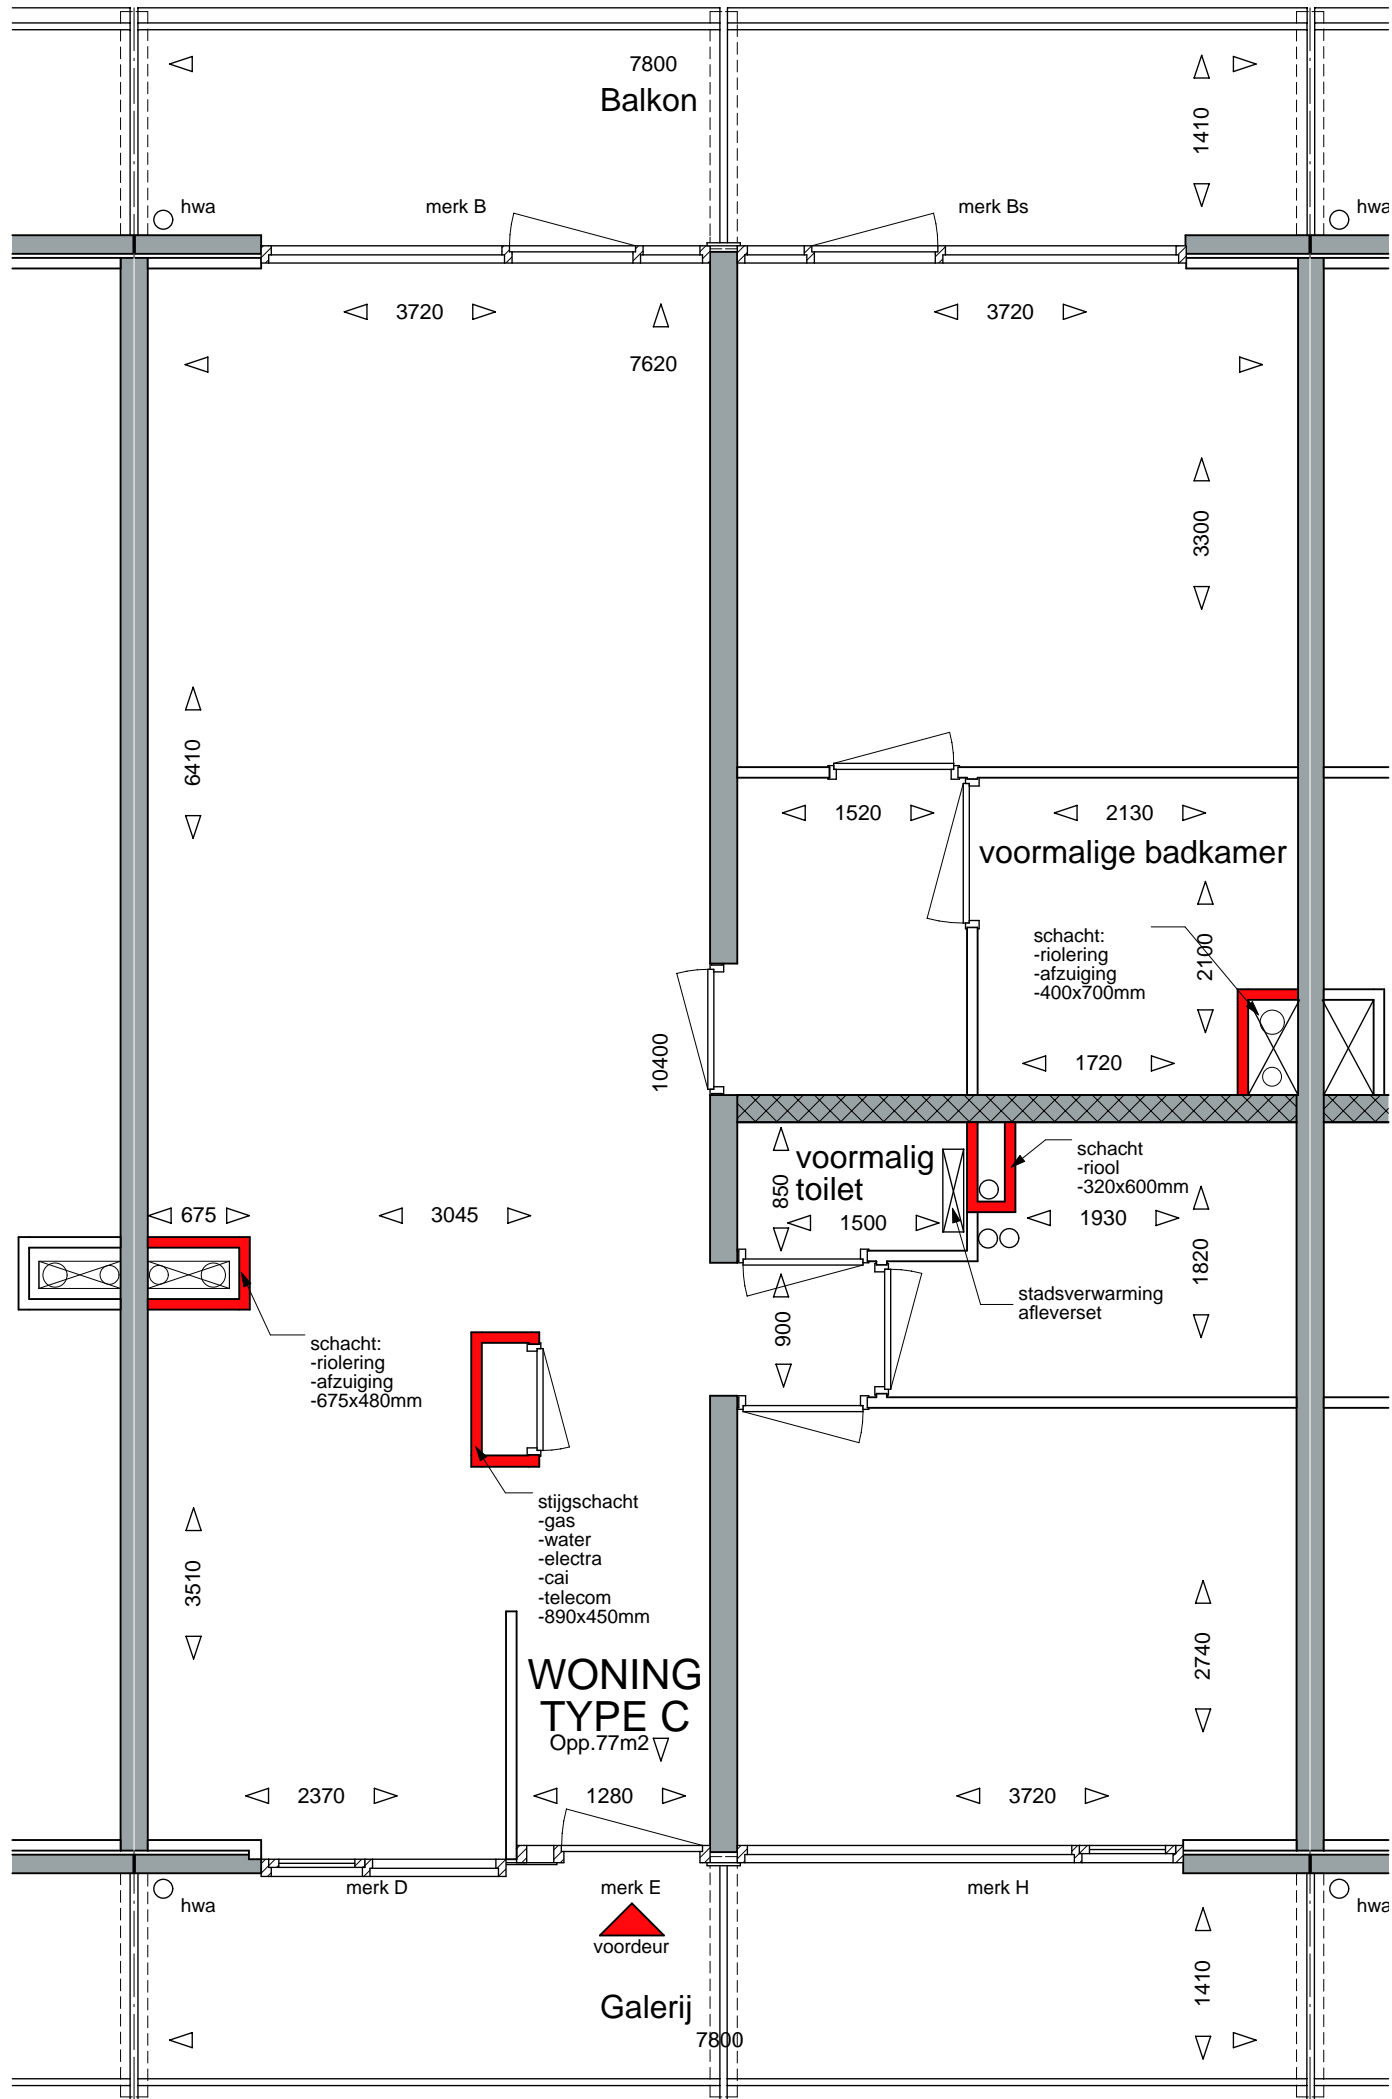 7800
Balkon
1410
hwa
merk B
merk Bs
hwa
3720
3720
7620
3300
6410
1520
2130
voormalige badkamer
schacht:
-riolering
-afzuiging
-400x700mm
2100
10400
1720
voormalig
toilet
850
1500
schacht
-riool
-320x600mm
1930
675
3045
1820
stadsverwarming
afleverset
900
schacht:
-riolering
-afzuiging
-675x480mm
stijgschacht
-gas
-water
-electra
-cai
-telecom
-890x450mm
3510
2740
WONING
TYPE C
Opp.77m2
2370
1280
3720
merk D
merk E
merk H
hwa
hwa
voordeur
1410
Galerij
7800